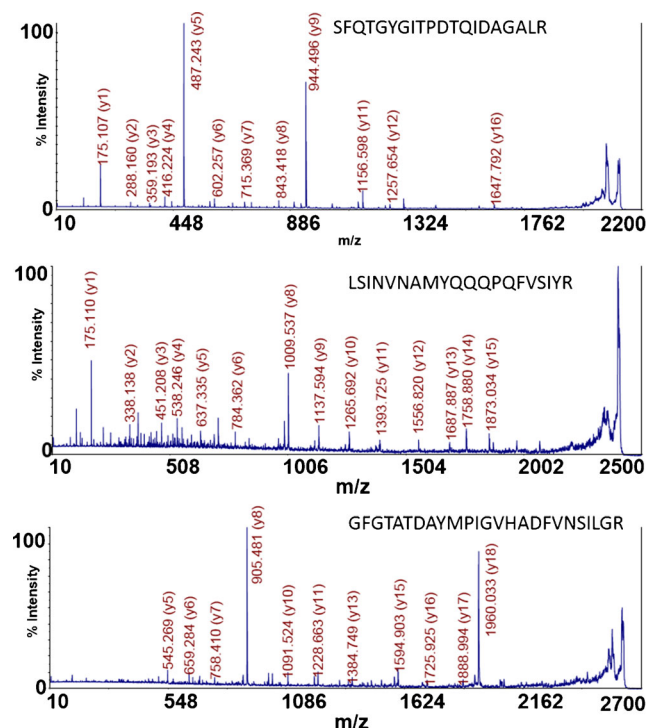 SFQTGYGITPDTQIDAGALR
100
% Intensity
0
175.107 (y1)
288.160 (y2)
359.193 (y3)
416.224 (y4)
487.243 (y5)
602.257 (y6)
715.369 (y7)
843.418 (y8)
944.496 (y9)
1156.598 (y11)
1257.654 (y12)
1647.792 (y16)
10 448 886 1324 1762 2200
m/z
LSINVNAMYQQQPQFVSIYR
100
% Intensity
0
175.110 (y1)
338.138 (y2)
451.208 (y3)
538.246 (y4)
637.335 (y5)
784.362 (y6)
1009.537 (y8)
1137.594 (y9)
1265.692 (y10)
1393.725 (y11)
1556.820 (y12)
1687.887 (y13)
1758.880 (y14)
1873.034 (y15)
10 508 1006 1504 2002 2500
m/z
GFGTATDAYMPIGVHADFVNSILGR
100
% Intensity
0
545.269 (y5)
659.284 (y6)
758.410 (y7)
905.481 (y8)
1091.524 (y10)
1228.663 (y11)
1384.749 (y13)
1594.903 (y15)
1725.925 (y16)
1888.994 (y17)
1960.033 (y18)
10 548 1086 1624 2162 2700
m/z